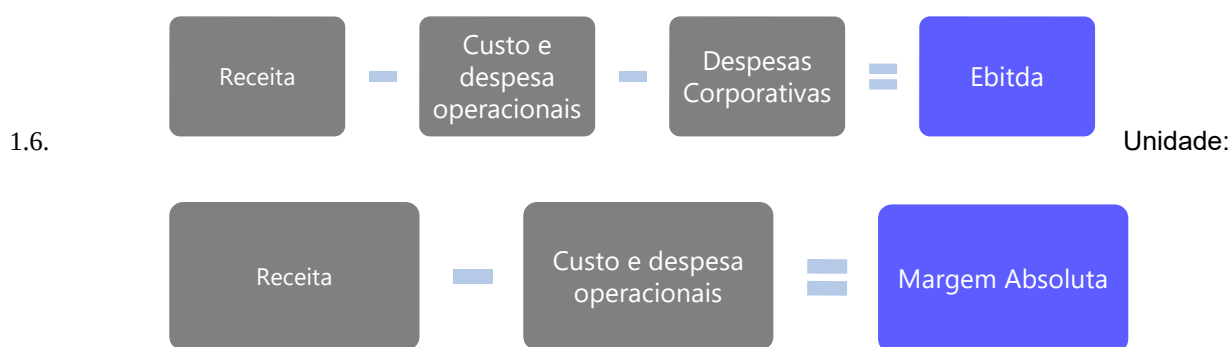 Receita
Custo e
despesa
operacionais
Despesas
Corporativas
Ebitda
1.6.
Unidade:
Receita
Custo e despesa
operacionais
Margem Absoluta